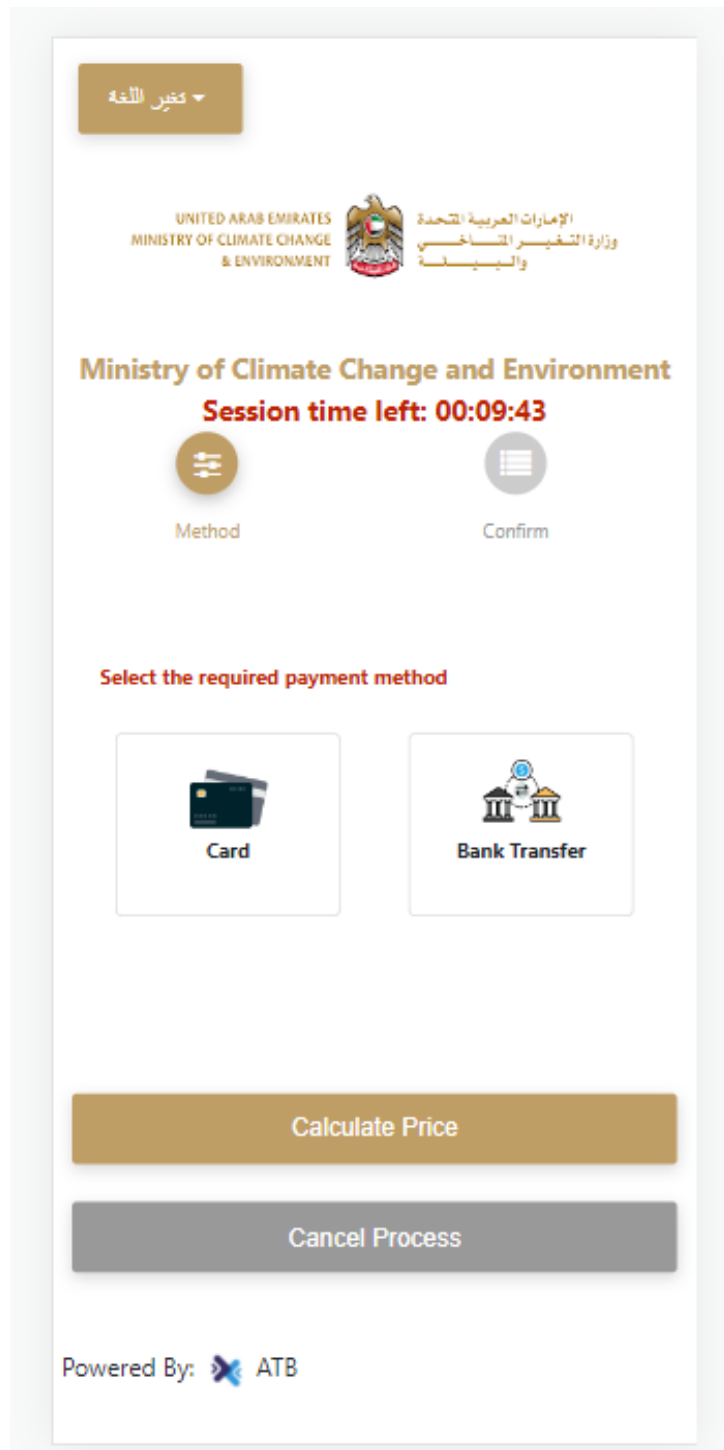 تغير اللغة
UNITED ARAB EMIRATES
MINISTRY OF CLIMATE CHANGE
& ENVIRONMENT
الإمارات العربية المتحدة
وزارة التغيير المناخي
والبيئة
Ministry of Climate Change and Environment
Session time left: 00:09:43
Method
Confirm
Select the required payment method
Card
Bank Transfer
Calculate Price
Cancel Process
Powered By: ATB